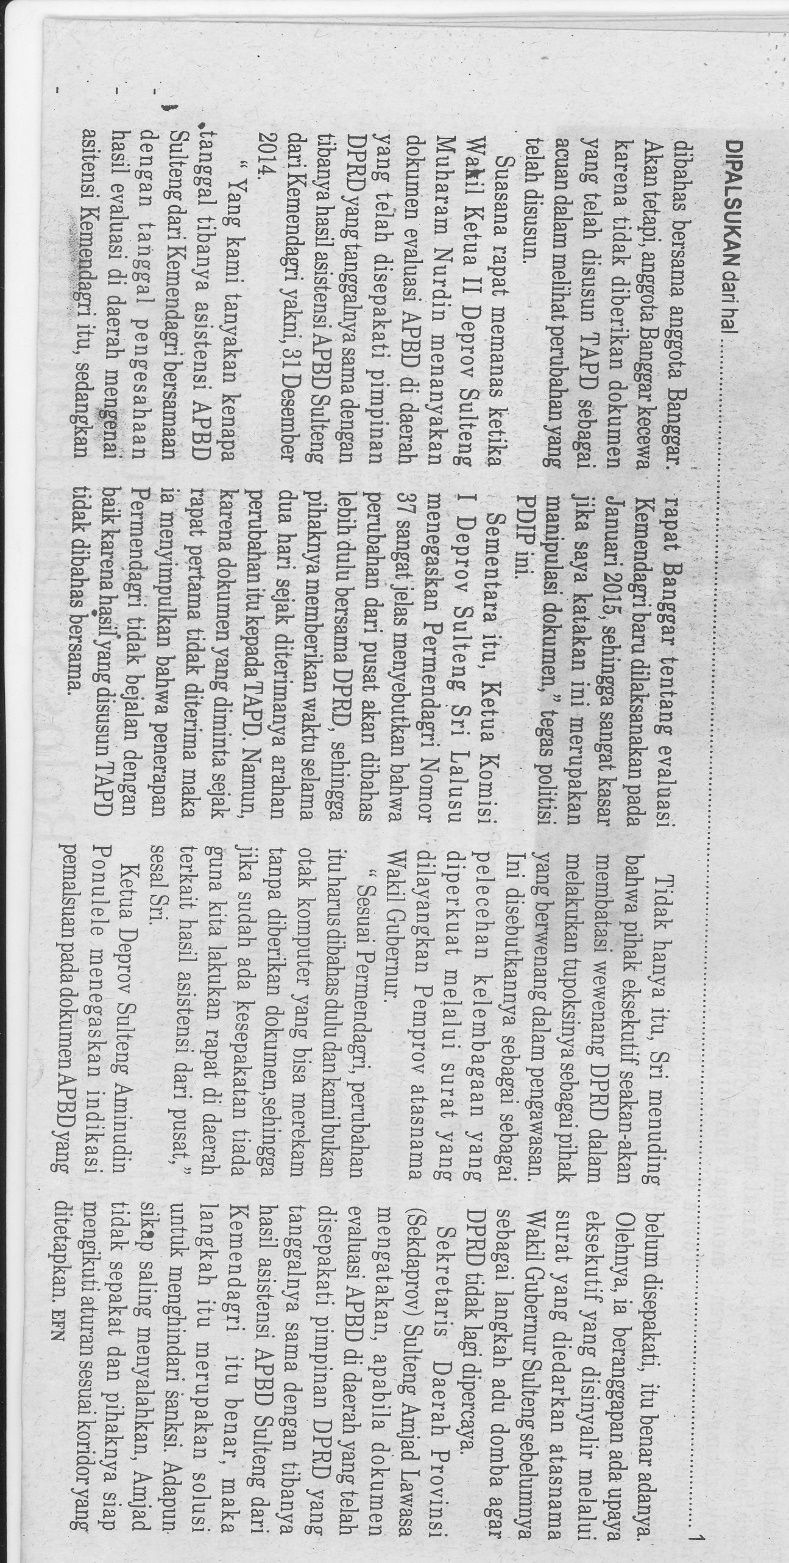 DIPALSUKAN dari hal ........................ 1
dibahas bersama anggota Banggar.
Akan tetapi, anggota Banggar kecewa
karena tidak diberikan dokumen
yang telah disusun TAPD sebagai
acuan dalam melihat perubahan yang
telah disusun.
Suasana rapat memanas ketika
Wakil Ketua II Deprov Sulteng
Muharam Nurdin menanyakan
dokumen evaluasi APBD di daerah
yang telah disepakati pimpinan
DPRD yang tanggalnya sama dengan
tibanya hasil asistensi APBD Sulteng
dari Kemendagri yakni, 31 Desember
2014.
“ Yang kami tanyakan kenapa
tanggal tibanya asistensi APBD
Sulteng dari Kemendagri bersamaan
dengan tanggal pengesahaan
hasil evaluasi di daerah mengenai
asitensi Kemendagri itu, sedangkan
rapat Banggar tentang evaluasi
Kemendagri baru dilaksanakan pada
Januari 2015, sehingga sangat kasar
jika saya katakan ini merupakan
manipulasi dokumen,” tegas politisi
PDIP ini.
Sementara itu, Ketua Komisi
I Deprov Sulteng Sri Lalusu
menegaskan Permendagri Nomor
37 sangat jelas menyebutkan bahwa
perubahan dari pusat akan dibahas
lebih dulu bersama DPRD, sehingga
pihaknya memberikan waktu selama
dua hari sejak diterimanya arahan
perubahan itu kepada TAPD. Namun,
karena dokumen yang diminta sejak
rapat pertama tidak diterima maka
ia menyimpulkan bahwa penerapan
Permendagri tidak bejalan dengan
baik karena hasil yang disusun TAPD
tidak dibahas bersama.
Tidak hanya itu, Sri menuding
bahwa pihak eksekutif seakan-akan
membatasi wewenang DPRD dalam
melakukan tupoksinya sebagai pihak
yang berwenang dalam pengawasan.
Ini disebutkannya sebagai sebagai
pelecehan kelembagaan yang
diperkuat melalui surat yang
dilayangkan Pemprov atasnama
Wakil Gubernur.
“ Sesuai Permendagri, perubahan
itu harus dibahas dulu dan kami bukan
otak komputer yang bisa merekam
tanpa diberikan dokumen,sehingga
jika sudah ada kesepakatan tiada
guna kita lakukan rapat di daerah
terkait hasil asistensi dari pusat,”
sesal Sri.
Ketua Deprov Sulteng Aminudin
Ponulele menegaskan indikasi
pemalsuan pada dokumen APBD yang
belum disepakati, itu benar adanya.
Olehnya, ia beranggapan ada upaya
eksekutif yang disinyalir melalui
surat yang diedarkan atasnama
Wakil Gubernur Sulteng sebelumnya
sebagai langkah adu domba agar
DPRD tidak lagi dipercaya.
Sekretaris Daerah Provinsi
(Sekdaprov) Sulteng Amjad Lawasa
mengatakan, apabila dokumen
evaluasi APBD di daerah yang telah
disepakati pimpinan DPRD yang
tanggalnya sama dengan tibanya
hasil asistensi APBD Sulteng dari
Kemendagri itu benar, maka
langkah itu merupakan solusi
untuk menghindari sanksi. Adapun
sikap saling menyalahkan, Amjad
tidak sepakat dan pihaknya siap
mengikuti aturan sesuai koridor yang
ditetapkan. EFN